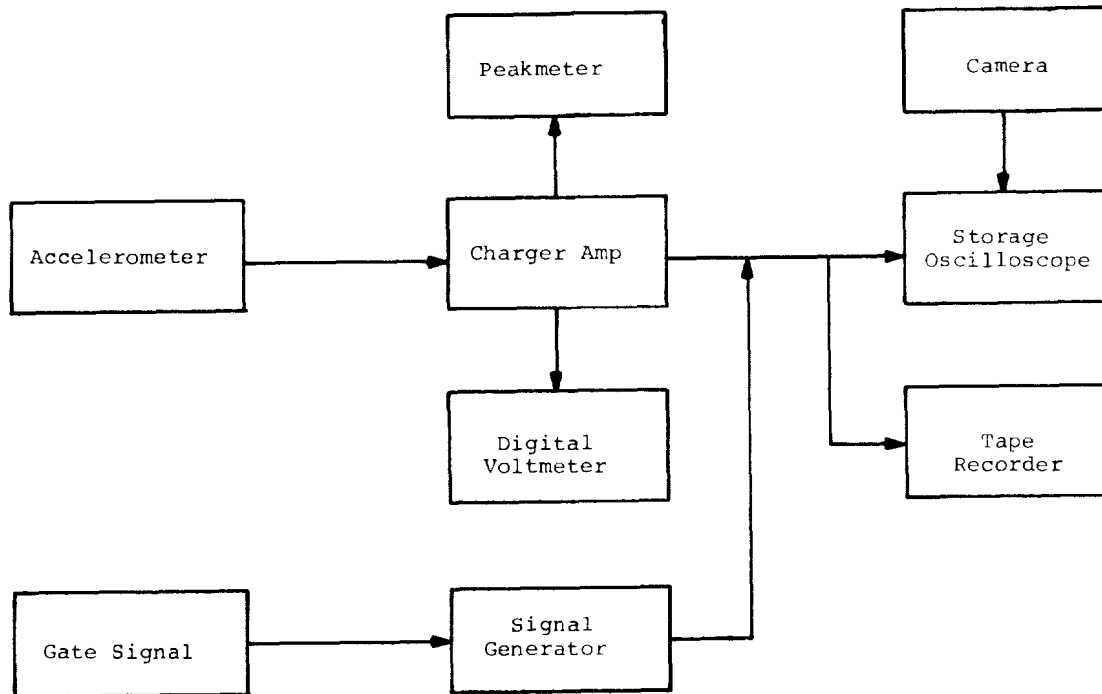 Peakmeter
Camera
Accelerometer
Charger Amp
Storage
Oscilloscope
Digital
Voltmeter
Tape
Recorder
Gate Signal
Signal
Generator